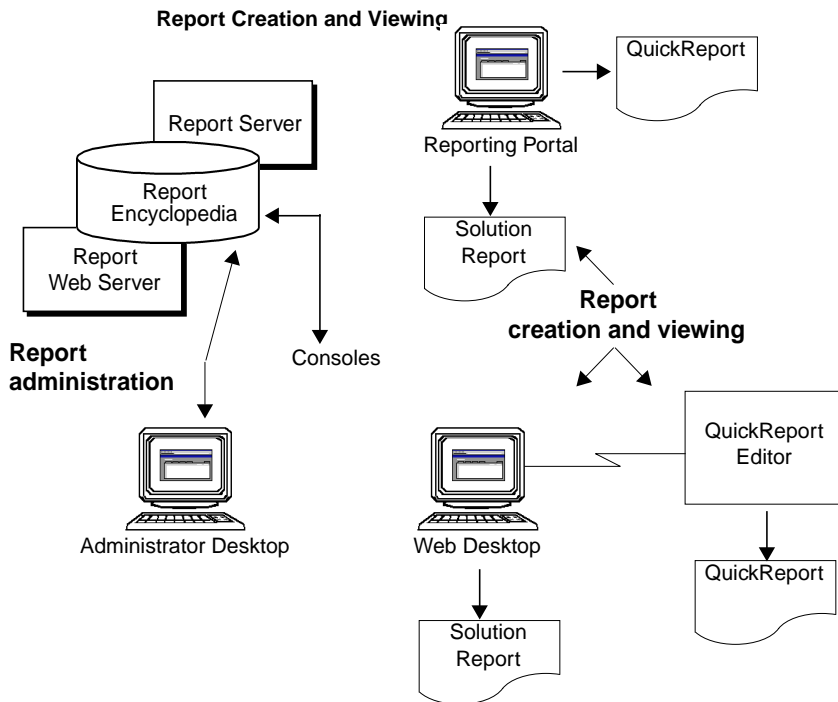 Report Creation and Viewing
QuickReport
Report Server
Reporting Portal
Report
Encyclopedia
Solution
Report
Report
Web Server
Report
creation and viewing
Consoles
Report
administration
QuickReport
Editor
Administrator Desktop
Web Desktop
QuickReport
Solution
Report